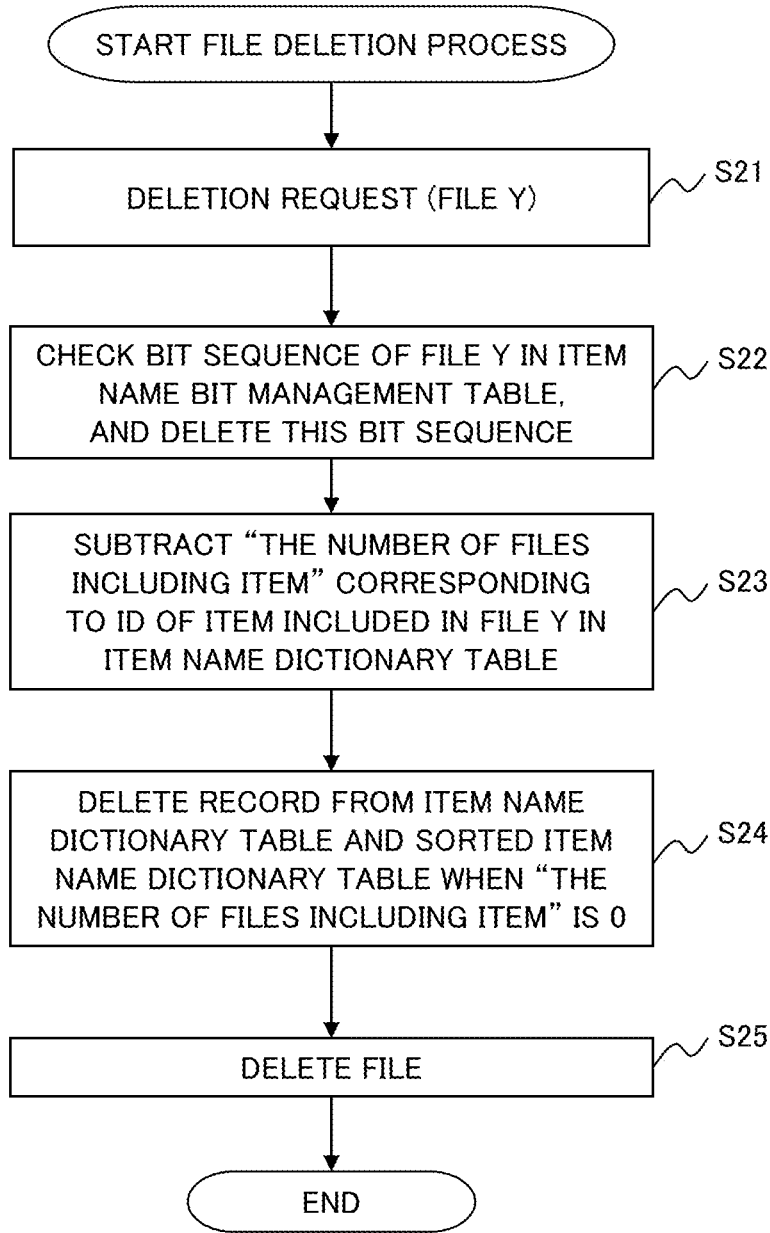 START FILE DELETION PROCESS
DELETION REQUEST (FILE Y)
S21
CHECK BIT SEQUENCE OF FILE Y IN ITEM
NAME BIT MANAGEMENT TABLE,
AND DELETE THIS BIT SEQUENCE
S22
SUBTRACT “THE NUMBER OF FILES
INCLUDING ITEM” CORRESPONDING
TO ID OF ITEM INCLUDED IN FILE Y IN
ITEM NAME DICTIONARY TABLE
S23
DELETE RECORD FROM ITEM NAME
DICTIONARY TABLE AND SORTED ITEM
NAME DICTIONARY TABLE WHEN “THE
NUMBER OF FILES INCLUDING ITEM” IS 0
S24
DELETE FILE
S25
END